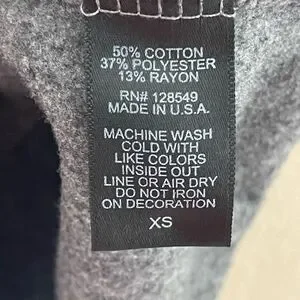 50% COTTON
37% POLYESTER
13% RAYON
RN# 128549
MADE IN U.S.A.
MACHINE WASH
COLD WITH
LIKE COLORS
INSIDE OUT
LINE OR AIR DRY
DO NOT IRON
ON DECORATION
XS